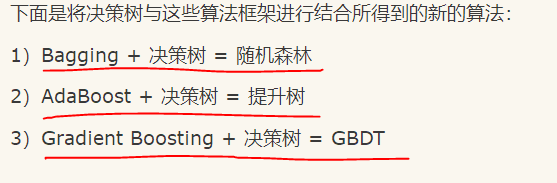 下面是将决策树与这些算法框架进行结合所得到的新的算法：
1）Bagging + 决策树 = 随机森林
2）AdaBoost + 决策树 = 提升树
3）Gradient Boosting + 决策树 = GBDT